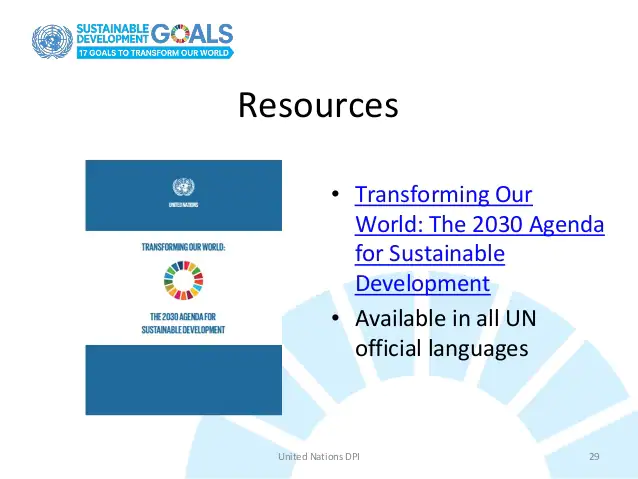 SUSTAINABLE
DEVELOPMENT GOALS
17 GOALS TO TRANSFORM OUR WORLD
Resources
UNITED NATIONS
TRANSFORMING OUR WORLD:
THE 2030 AGENDA FOR
SUSTAINABLE DEVELOPMENT
• Transforming Our
World: The 2030 Agenda
for Sustainable
Development
• Available in all UN
official languages
United Nations DPI
29